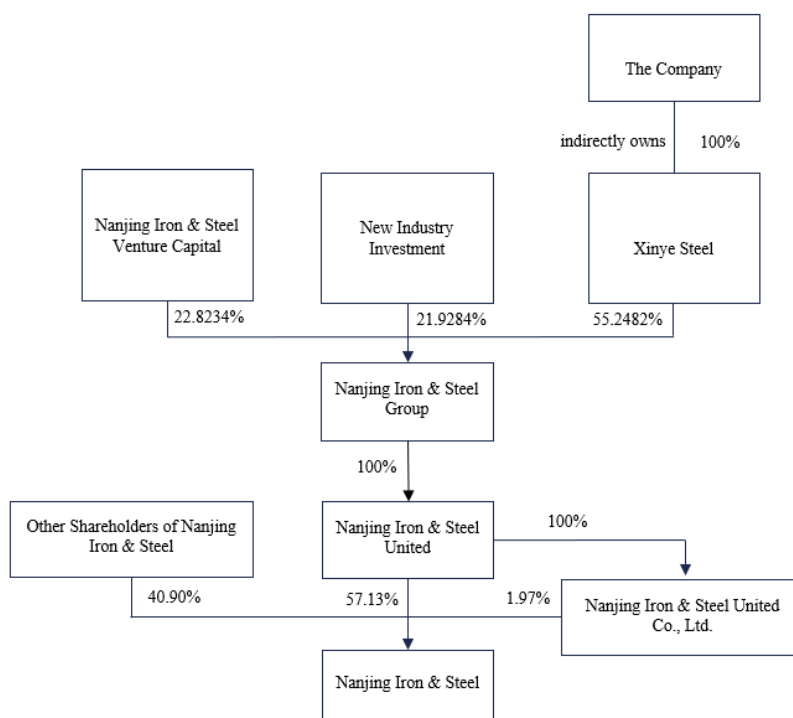 The Company
indirectly owns 100%
Nanjing Iron & Steel
Venture Capital
New Industry
Investment
Xinye Steel
22.8234%
21.9284%
55.2482%
Nanjing Iron & Steel
Group
100%
Other Shareholders of Nanjing
Iron & Steel
Nanjing Iron & Steel
United
100%
40.90%
57.13%
1.97%
Nanjing Iron & Steel United
Co., Ltd.
Nanjing Iron & Steel